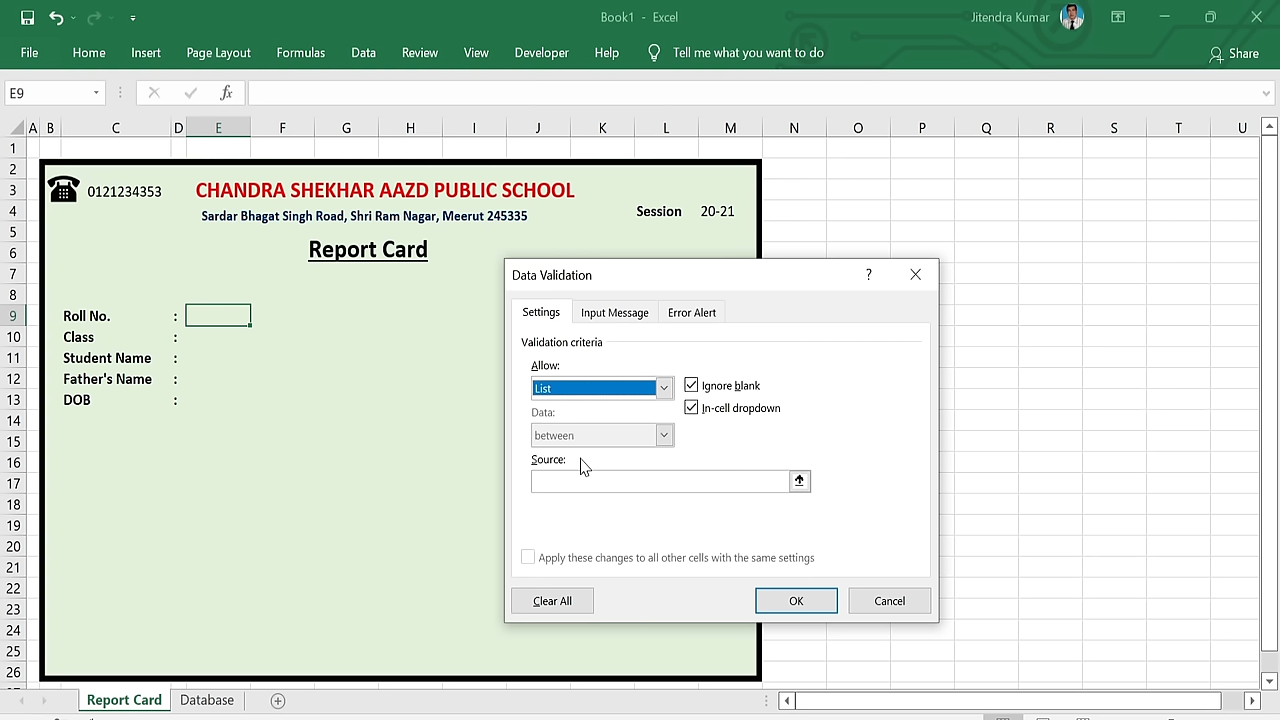 Book1 - Excel
Jitendra Kumar
File Home Insert Page Layout Formulas Data Review View Developer Help Tell me what you want to do Share
E9 fx
A B C D E F G H I J K L M N O P Q R S T U
1
2
3
4
5
6
7
8
9
10
11
12
13
14
15
16
17
18
19
20
21
22
23
24
25
26
0121234353 CHANDRA SHEKHAR AAZD PUBLIC SCHOOL
Sardar Bhagat Singh Road, Shri Ram Nagar, Meerut 245335
Session 20-21
Report Card
Roll No. :
Class :
Student Name :
Father's Name :
DOB :
Data Validation ?
Settings Input Message Error Alert
Validation criteria
Allow:
List Ignore blank
Data: In-cell dropdown
between
Source:
Apply these changes to all other cells with the same settings
Clear All OK Cancel
Report Card Database